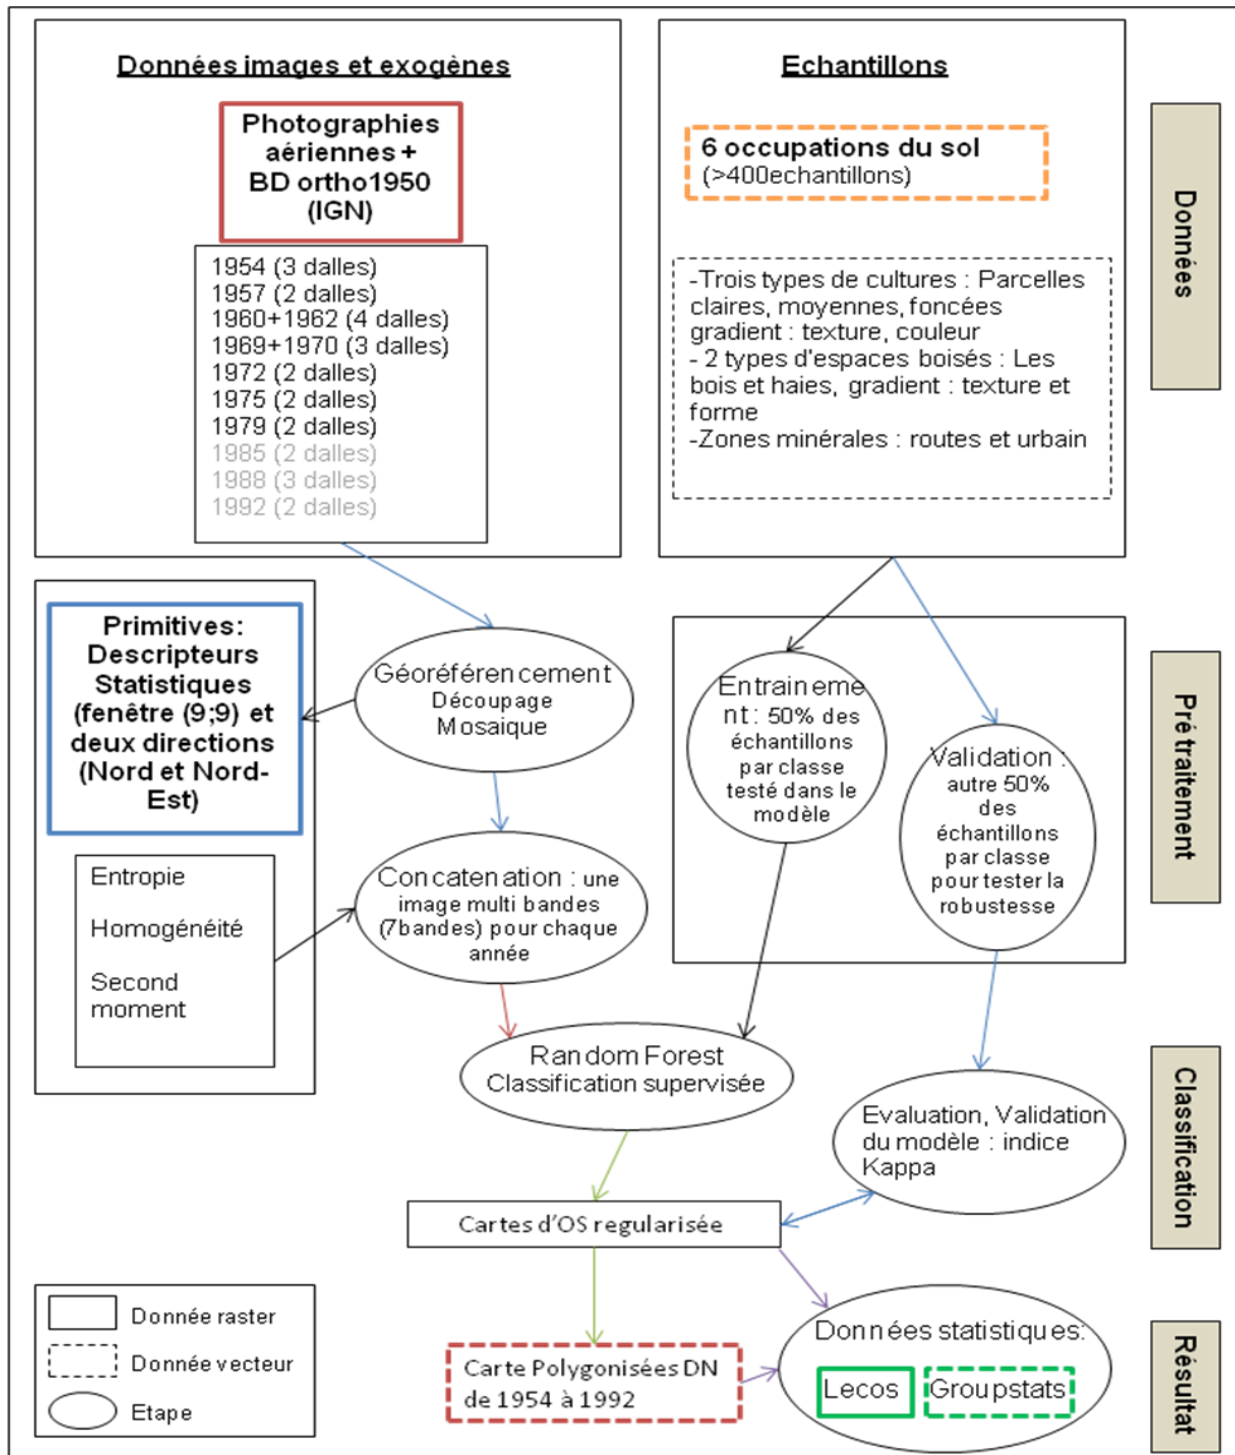 Données images et exogènes
Photographies
aériennes +
BD ortho1950
(IGN)
1954 (3 dalles)
1957 (2 dalles)
1960+1962 (4 dalles)
1969+1970 (3 dalles)
1972 (2 dalles)
1975 (2 dalles)
1979 (2 dalles)
1985 (2 dalles)
1988 (3 dalles)
1992 (2 dalles)
Echantillons
6 occupations du sol
(>400echantillons)
-Trois types de cultures : Parcelles
claires, moyennes, foncées
gradient : texture, couleur
- 2 types d'espaces boisés : Les
bois et haies, gradient : texture et
forme
-Zones minérales : routes et urbain
Données
Primitives:
Descripteurs
Statistiques
(fenêtre (9;9) et
deux directions
(Nord et Nord-
Est)
Entropie
Homogénéité
Second
moment
Géoréférencement
Découpage
Mosaique
Concatenation : une
image multi bandes
(7bandes) pour chaque
année
Entraineme
nt : 50% des
échantillons
par classe
testé dans le
modèle
Validation :
autre 50%
des
échantillons
par classe
pour tester la
robustesse
Pré traitement
Random Forest
Classification supervisée
Evaluation, Validation
du modèle : indice
Kappa
Classification
Cartes d'OS regularisée
Carte Polygonisées DN
de 1954 à 1992
Données statistiques:
Lecos
Groupstats
Résultat
Donnée raster
Donnée vecteur
Etape